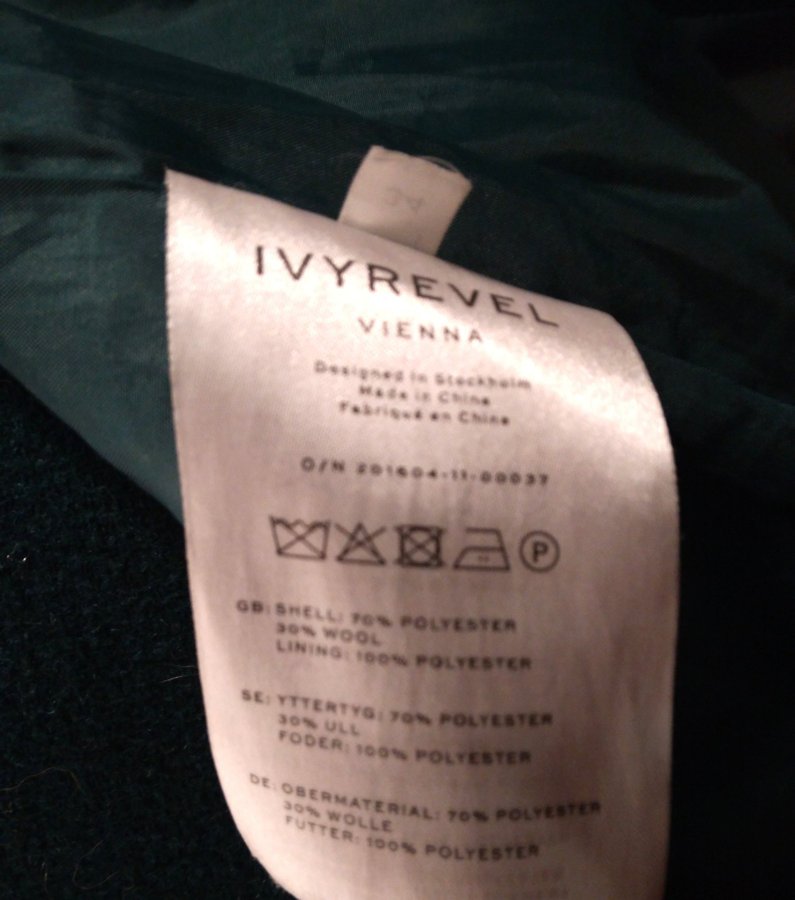 34
IVYREVEL
VIENNA
Designed in Stockholm
Made in China
Fabriqué en China
O/N 201604-11-00037
P
GB: SHELL: 70% POLYESTER
30% WOOL
LINING: 100% POLYESTER
SE: YTTERTYG: 70% POLYESTER
30% ULL
FODER: 100% POLYESTER
DE: OBERMATERIAL: 70% POLYESTER
30% WOLLE
FUTTER: 100% POLYESTER